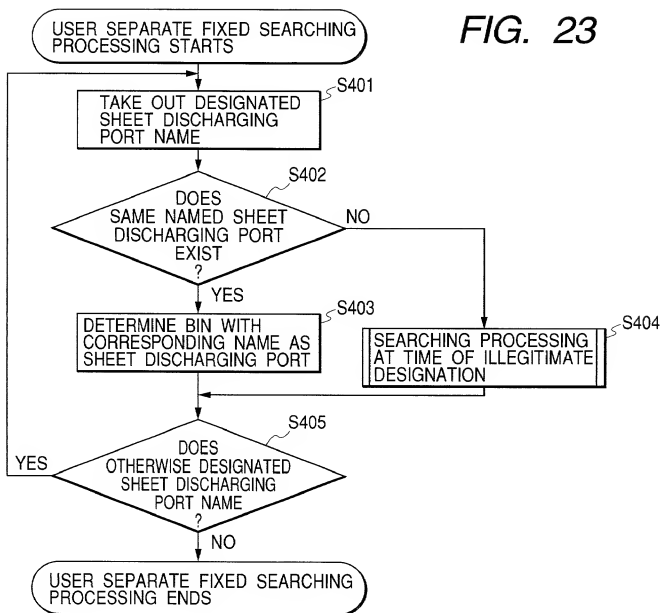 FIG. 23
USER SEPARATE FIXED SEARCHING
PROCESSING STARTS
S401
TAKE OUT DESIGNATED
SHEET DISCHARGING
PORT NAME
S402
DOES
SAME NAMED SHEET
DISCHARGING PORT
EXIST
?
NO
YES
S403
DETERMINE BIN WITH
CORRESPONDING NAME AS
SHEET DISCHARGING PORT
S404
SEARCHING PROCESSING
AT TIME OF ILLEGITIMATE
DESIGNATION
S405
DOES
OTHERWISE DESIGNATED
SHEET DISCHARGING
PORT NAME
?
YES
NO
USER SEPARATE FIXED SEARCHING
PROCESSING ENDS